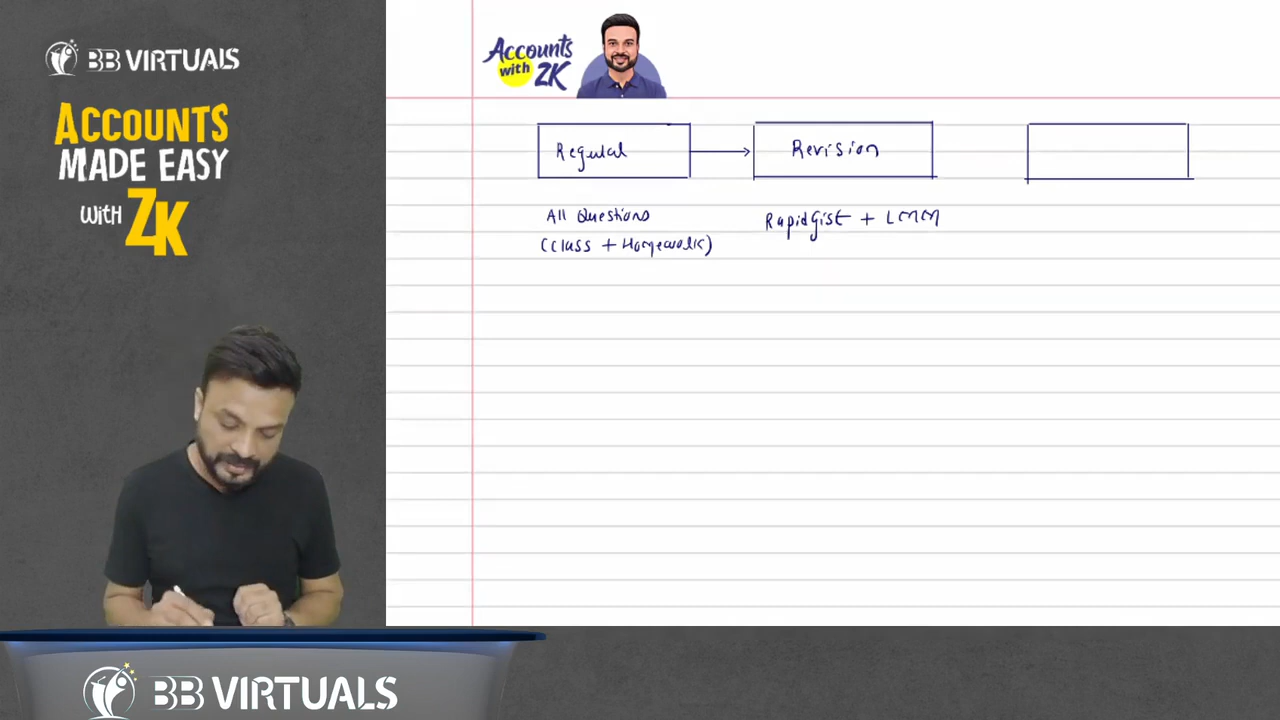 BB VIRTUALS
ACCOUNTS
MADE EASY
WITH ZK
Accounts
with ZK
Regular
Revision
All Questions
(Class + Homework)
RapidGist + LMM
BB VIRTUALS